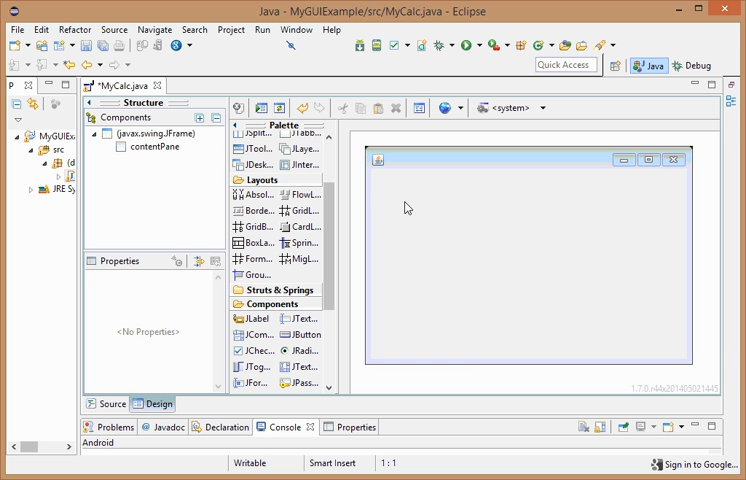 Java - MyGUIExample/src/MyCalc.java - Eclipse
File Edit Refactor Source Navigate Search Project Run Window Help
Quick Access Java Debug
P *MyCalc.java
Structure
Components
(javax.swing.JFrame)
contentPane
Properties
<No Properties>
<system>
Palette
JSplit... JTabb...
JTool... JLaye...
JDesk... JInter...
Layouts
Absol... FlowL...
Borde... GridL...
GridB... CardL...
BoxLa... Sprin...
Form... MigL...
Grou...
Struts & Springs
Components
JLabel JText...
JCom... JButton
JChec... JRadi...
JTog... JText...
JFor... JPass...
MyGUIExa
src
(d
JRE Sy
1.7.0.r44x201405021445
Source Design
Problems Javadoc Declaration Console Properties
Android
Writable Smart Insert 1 : 1 Sign in to Google...